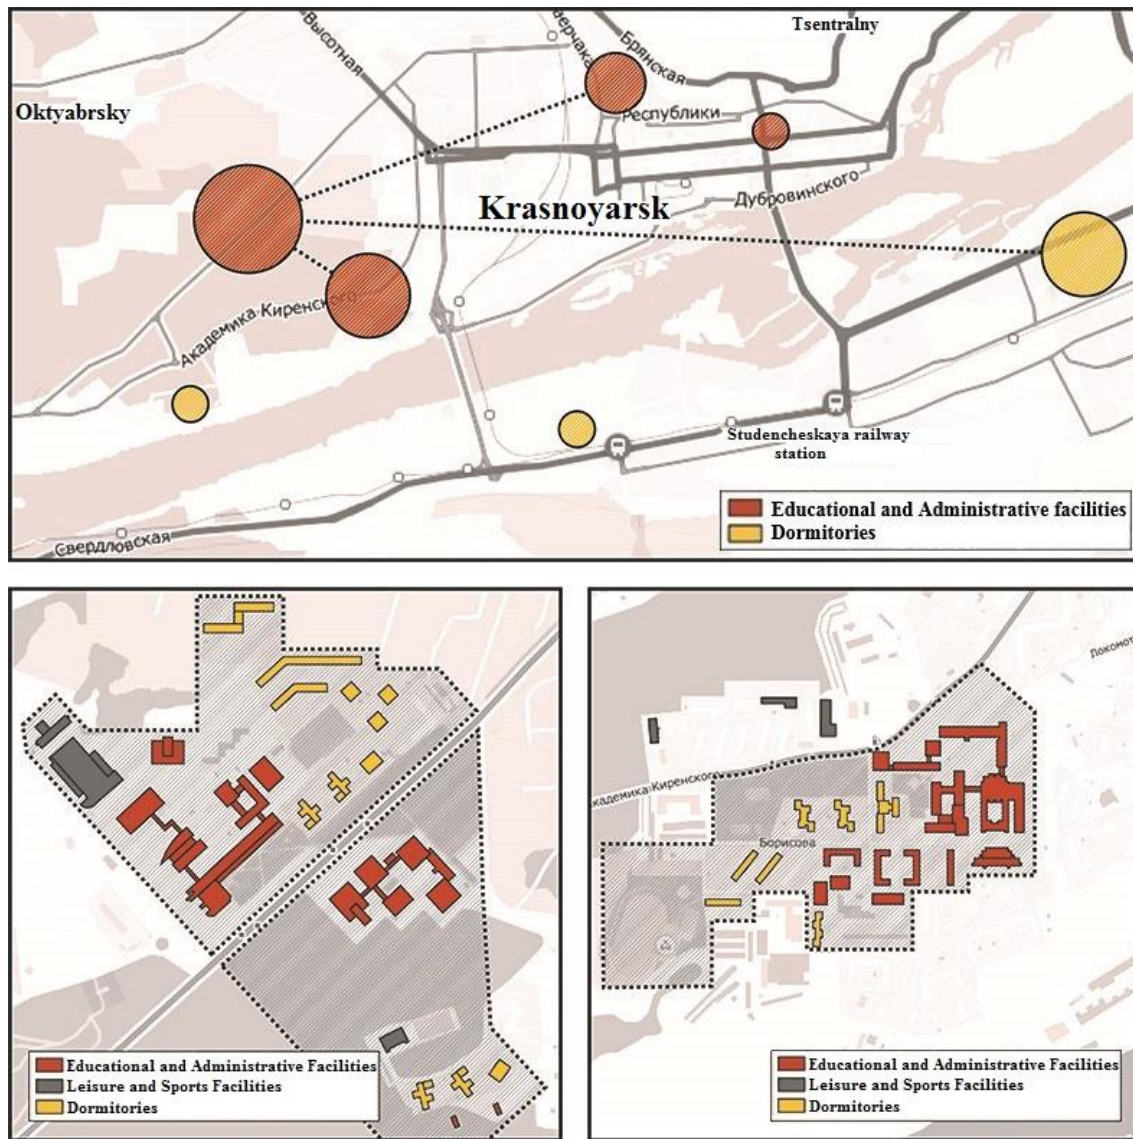 Tsentralny
Высотная
Брянская
Oktyabrsky
Республики
Krasnoyarsk
Дубровинского
Академика Киренского
Studencheskaya railway
station
Свердловская
Educational and Administrative facilities
Dormitories
Академика Киренского
Борисова
Educational and Administrative Facilities
Leisure and Sports Facilities
Dormitories
Educational and Administrative Facilities
Leisure and Sports Facilities
Dormitories